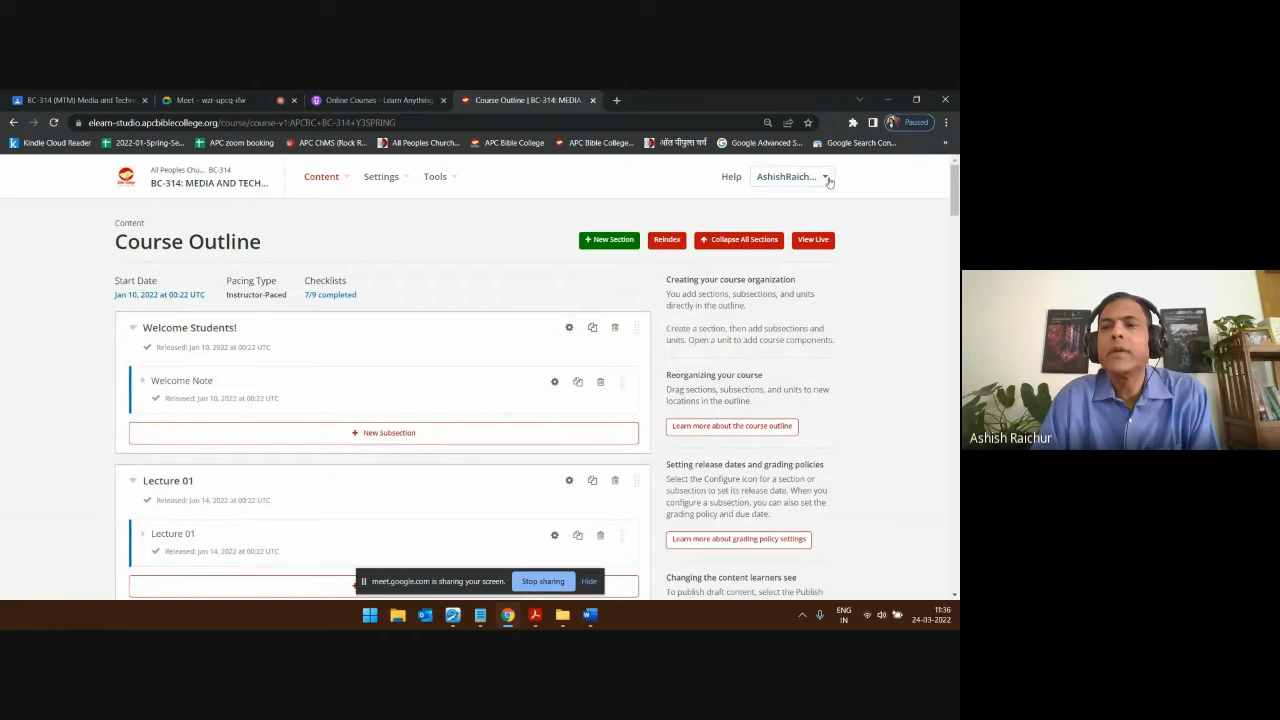 BC-314 (MTM) Media and Techn
Meet – wzr-upcq-ifw
Online Courses - Learn Anything
Course Outline | BC-314: MEDIA
elearn-studio.apcbiblecollege.org/course/course-v1:APCBC+BC-314+Y3SPRING
Paused
Kindle Cloud Reader
2022-01-Spring-Se...
APC zoom booking
APC ChMS (Rock R...
All Peoples Church...
APC Bible College
APC Bible College...
ऑल पीपुल्स चर्च
Google Advanced S...
Google Search Con...
»
All Peoples Chu... BC-314
BC-314: MEDIA AND TECH...
Content
Settings
Tools
Help
AshishRaich...
Content
Course Outline
+ New Section
Reindex
Collapse All Sections
View Live
Start Date
Jan 10, 2022 at 00:22 UTC
Pacing Type
Instructor-Paced
Checklists
7/9 completed
Welcome Students!
Released: Jan 10, 2022 at 00:22 UTC
Welcome Note
Released: Jan 10, 2022 at 00:22 UTC
+ New Subsection
Lecture 01
Released: Jan 14, 2022 at 00:22 UTC
Lecture 01
Released: Jan 14, 2022 at 00:22 UTC
Creating your course organization
You add sections, subsections, and units
directly in the outline.
Create a section, then add subsections and
units. Open a unit to add course components.
Reorganizing your course
Drag sections, subsections, and units to new
locations in the outline.
Learn more about the course outline
Setting release dates and grading policies
Select the Configure icon for a section or
subsection to set its release date. When you
configure a subsection, you can also set the
grading policy and due date.
Learn more about grading policy settings
Changing the content learners see
To publish draft content, select the Publish
meet.google.com is sharing your screen.
Stop sharing
Hide
ENG
IN
11:36
24-03-2022
Ashish Raichur